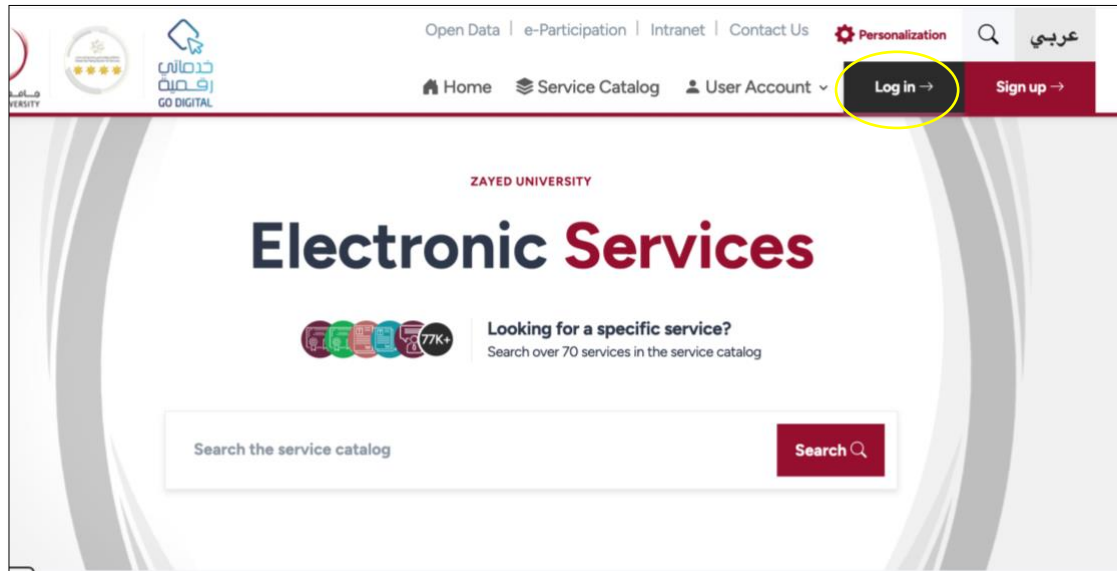 Open Data | e-Participation | Intranet | Contact Us
Personalization
عربي
خدماتي
رقمية
GO DIGITAL
VERSITY
Home
Service Catalog
User Account
Log in →
Sign up →
ZAYED UNIVERSITY
Electronic Services
77K+
Looking for a specific service?
Search over 70 services in the service catalog
Search the service catalog
Search